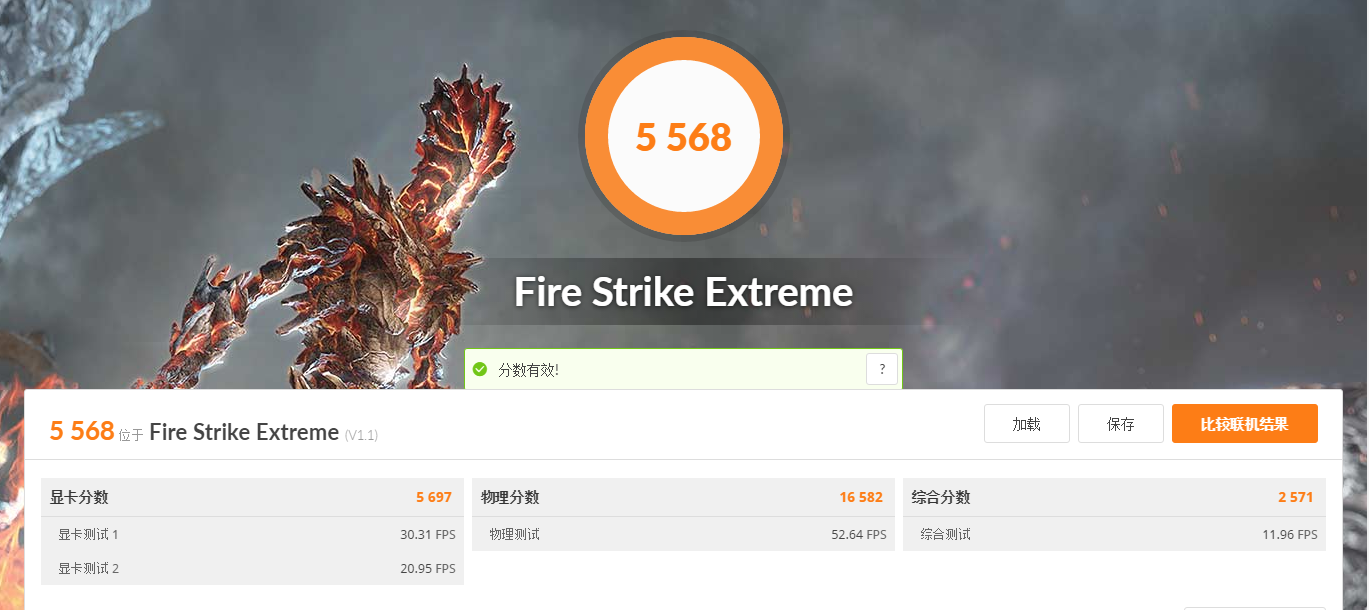 5 568
Fire Strike Extreme
分数有效!
?
5 568 位于 Fire Strike Extreme (V1.1)
加载
保存
比较联机结果
显卡分数 5 697
显卡测试 1 30.31 FPS
显卡测试 2 20.95 FPS
物理分数 16 582
物理测试 52.64 FPS
综合分数 2 571
综合测试 11.96 FPS